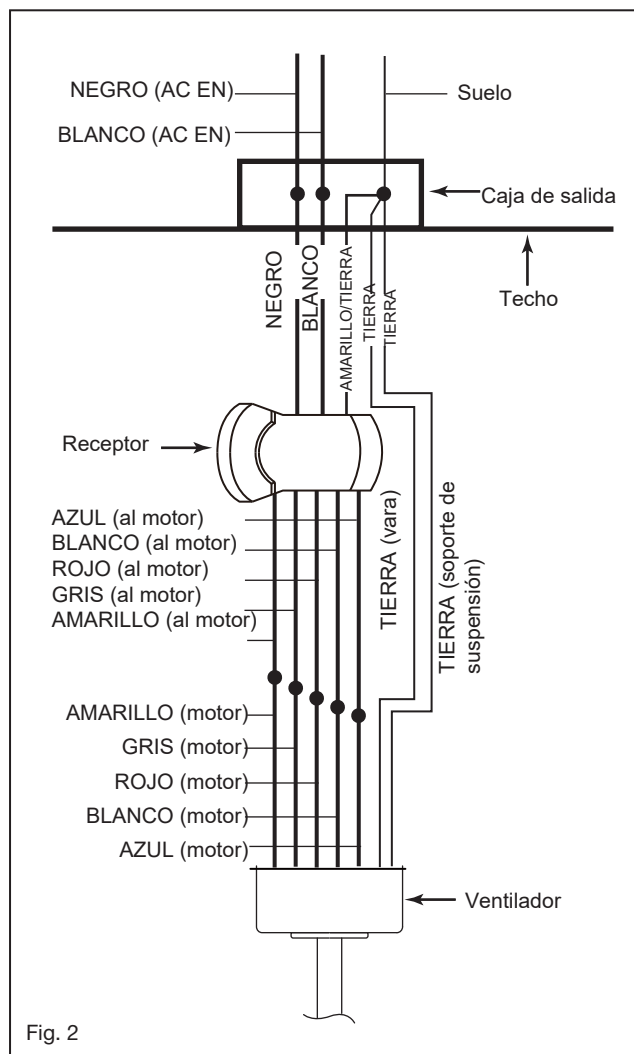 NEGRO (AC EN)
Suelo
BLANCO (AC EN)
Caja de salida
Techo
NEGRO
BLANCO
AMARILLO/TIERRA
TIERRA
TIERRA
Receptor
AZUL (al motor)
BLANCO (al motor)
ROJO (al motor)
GRIS (al motor)
AMARILLO (al motor)
TIERRA (vara)
TIERRA (soporte de
suspensión)
AMARILLO (motor)
GRIS (motor)
ROJO (motor)
BLANCO (motor)
AZUL (motor)
Ventilador
Fig. 2